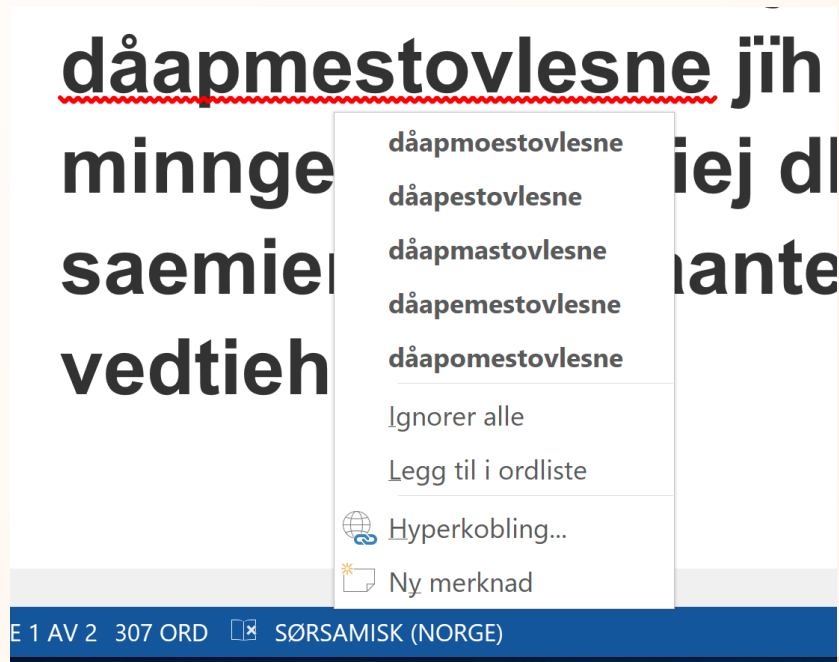 dåapmestovlesne jïh
minnge
saemie
vedtieh
dåapmoestovlesne
dåapestovlesne
dåapmastovlesne
dåapemestovlesne
dåapomestovlesne
Ignorer alle
Legg til i ordliste
Hyperkobling...
Ny merknad
E 1 AV 2 307 ORD SØRSAMISK (NORGE)